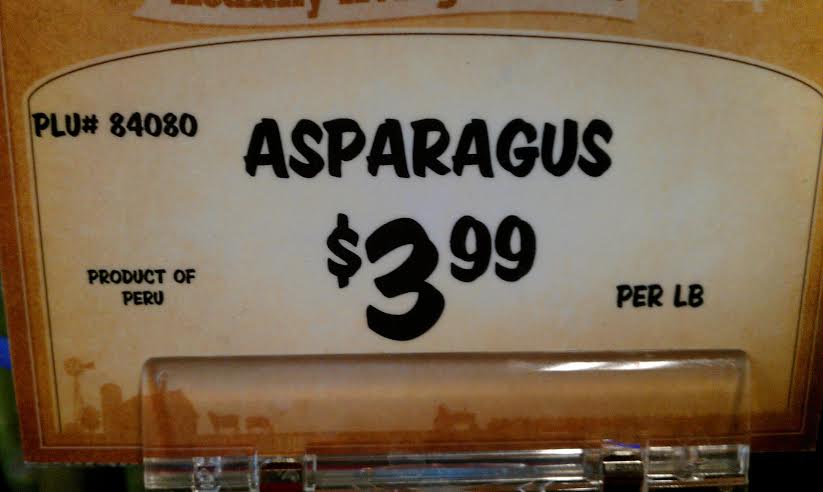 PLU# 84080
ASPARAGUS
$3.99
PRODUCT OF
PERU
PER LB